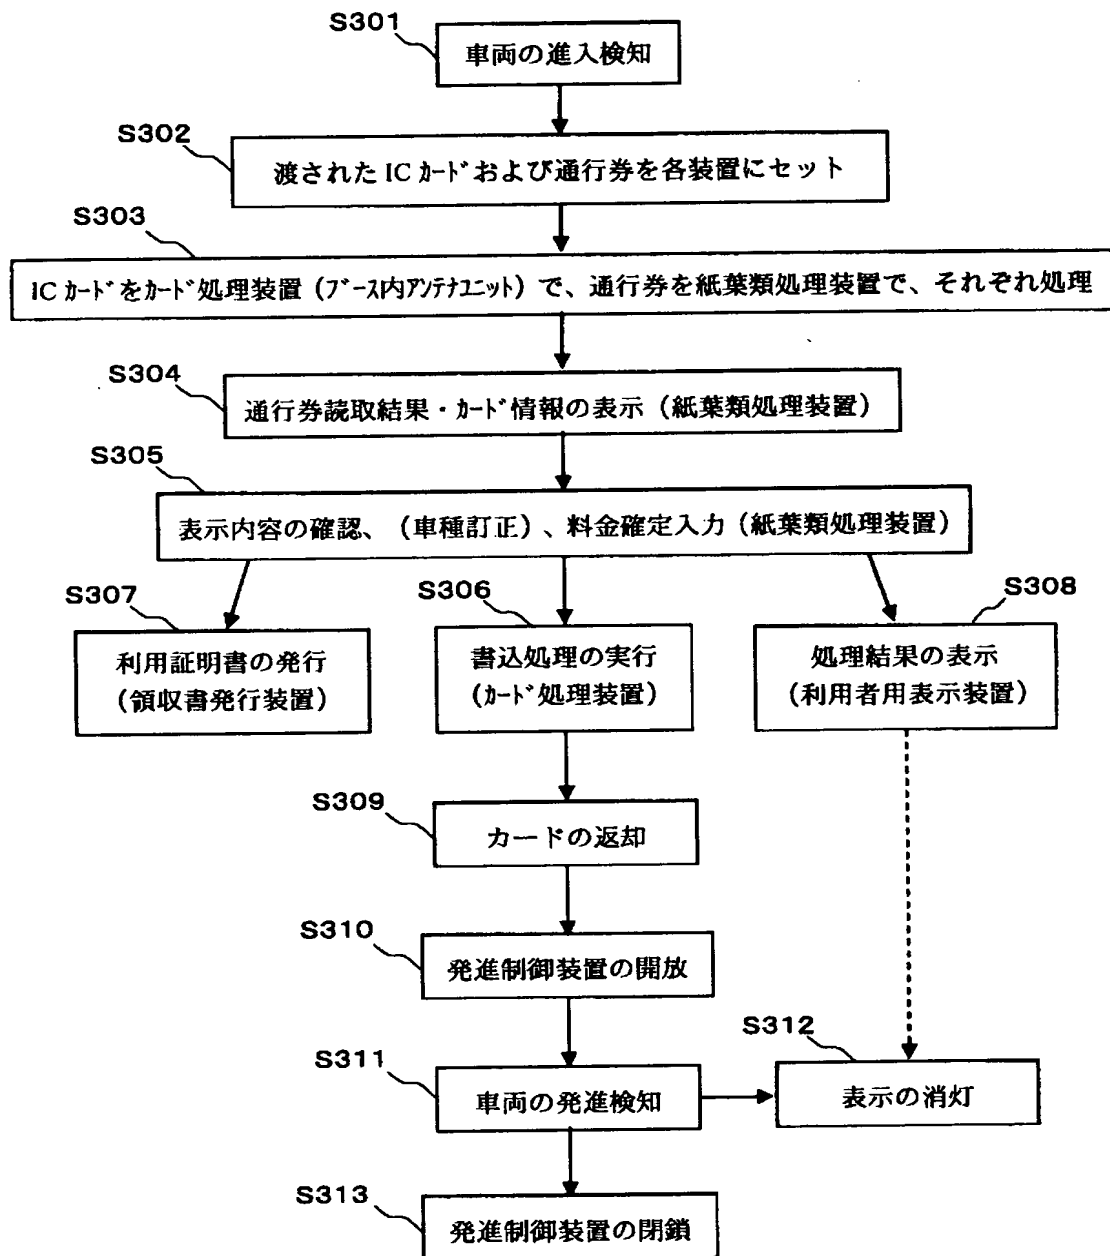 S301
車両の進入検知
S302
渡された ICカードおよび通行券を各装置にセット
S303
ICカードをカード処理装置（ブース内アンテナユニット）で、通行券を紙葉類処理装置で、それぞれ処理
S304
通行券読取結果・カード情報の表示（紙葉類処理装置）
S305
表示内容の確認、（車種訂正）、料金確定入力（紙葉類処理装置）
S307
利用証明書の発行
（領収書発行装置）
S306
書込処理の実行
（カード処理装置）
S308
処理結果の表示
（利用者用表示装置）
S309
カードの返却
S310
発進制御装置の開放
S311
車両の発進検知
S312
表示の消灯
S313
発進制御装置の閉鎖